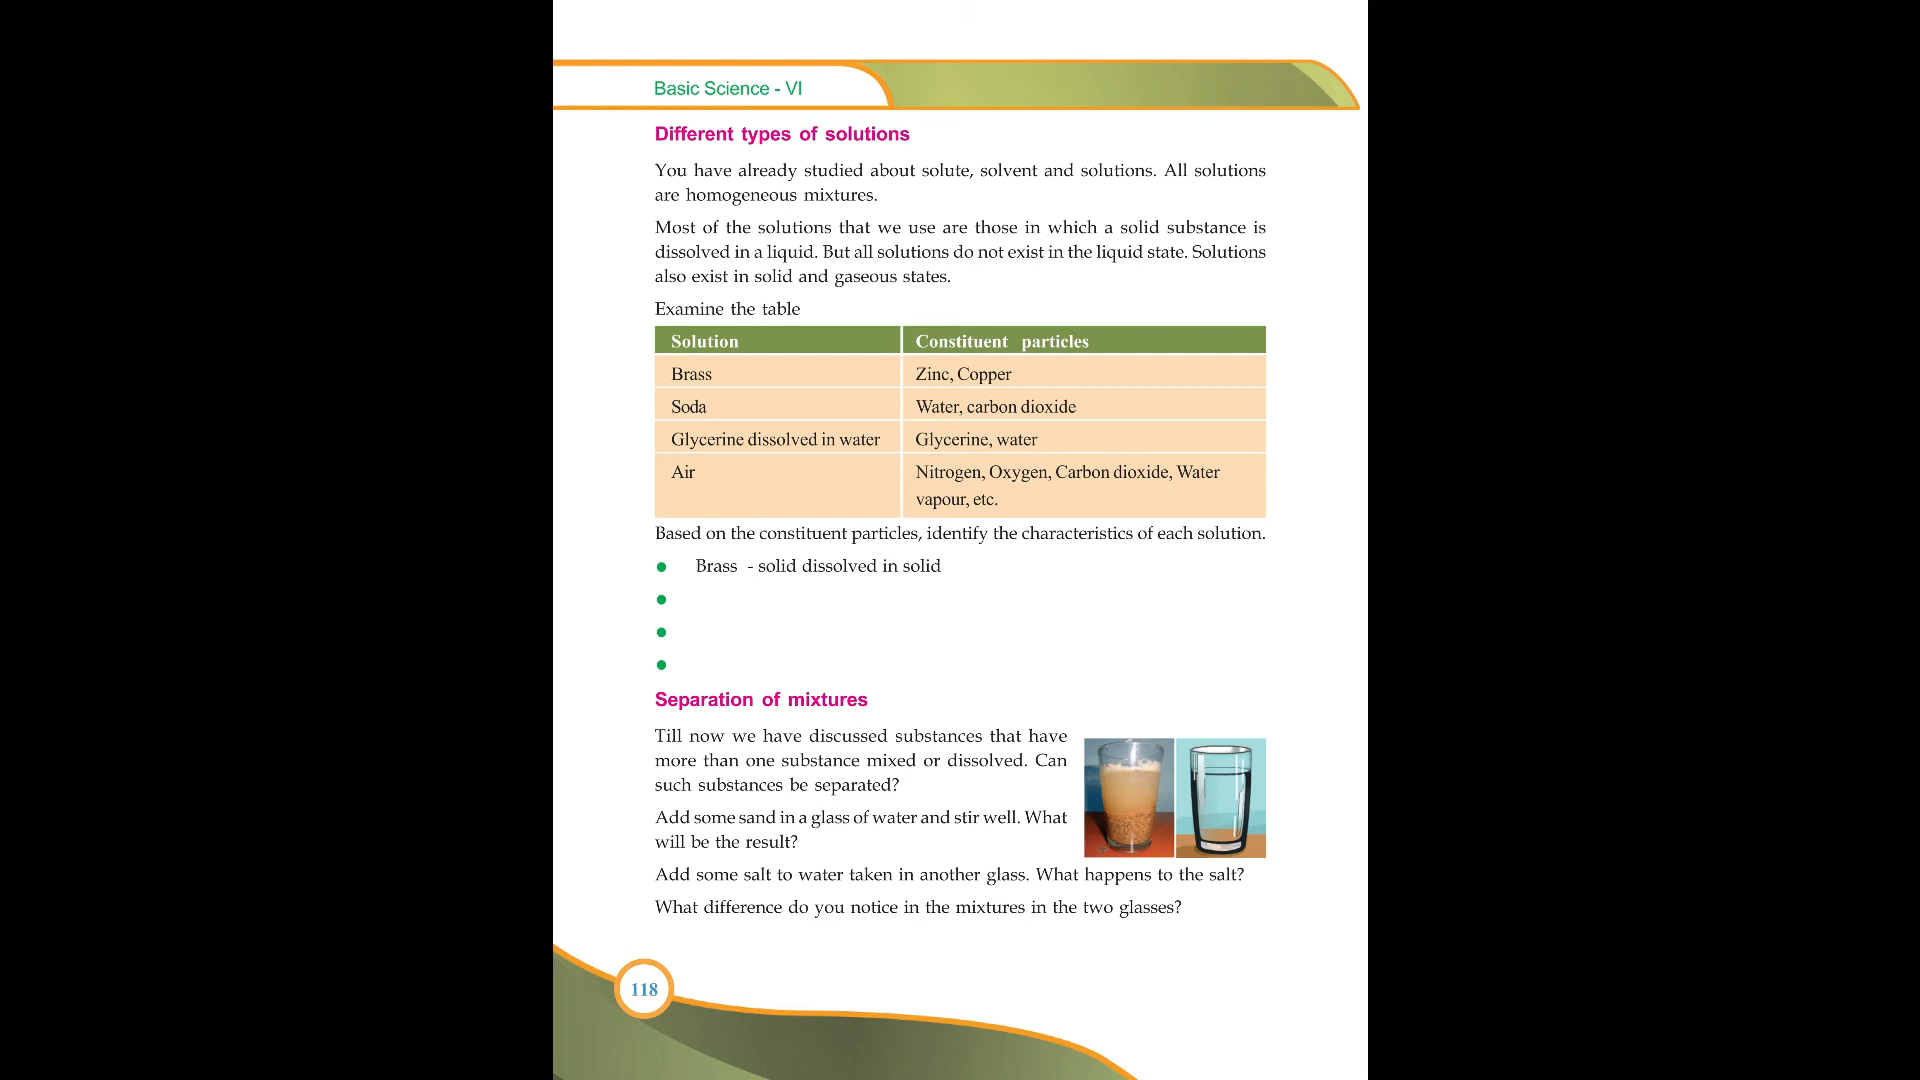 Basic Science - VI
Different types of solutions
You have already studied about solute, solvent and solutions. All solutions
are homogeneous mixtures.
Most of the solutions that we use are those in which a solid substance is
dissolved in a liquid. But all solutions do not exist in the liquid state. Solutions
also exist in solid and gaseous states.
Examine the table
Solution Constituent particles
Brass Zinc, Copper
Soda Water, carbon dioxide
Glycerine dissolved in water Glycerine, water
Air Nitrogen, Oxygen, Carbon dioxide, Water
vapour, etc.
Based on the constituent particles, identify the characteristics of each solution.
● Brass - solid dissolved in solid
●
●
●
Separation of mixtures
Till now we have discussed substances that have
more than one substance mixed or dissolved. Can
such substances be separated?
Add some sand in a glass of water and stir well. What
will be the result?
Add some salt to water taken in another glass. What happens to the salt?
What difference do you notice in the mixtures in the two glasses?
118